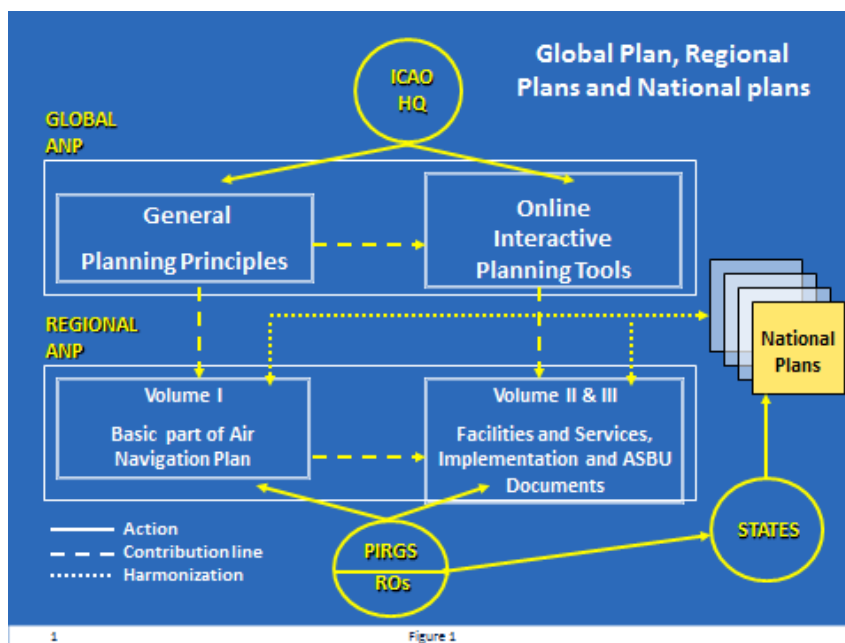 Global Plan, Regional
Plans and National plans
ICAO
HQ
GLOBAL
ANP
General
Planning Principles
Online
Interactive
Planning Tools
REGIONAL
ANP
National
Plans
Volume I
Basic part of Air
Navigation Plan
Volume II & III
Facilities and Services,
Implementation and ASBU
Documents
Action
Contribution line
Harmonization
PIRGS
ROs
STATES
1
Figure 1